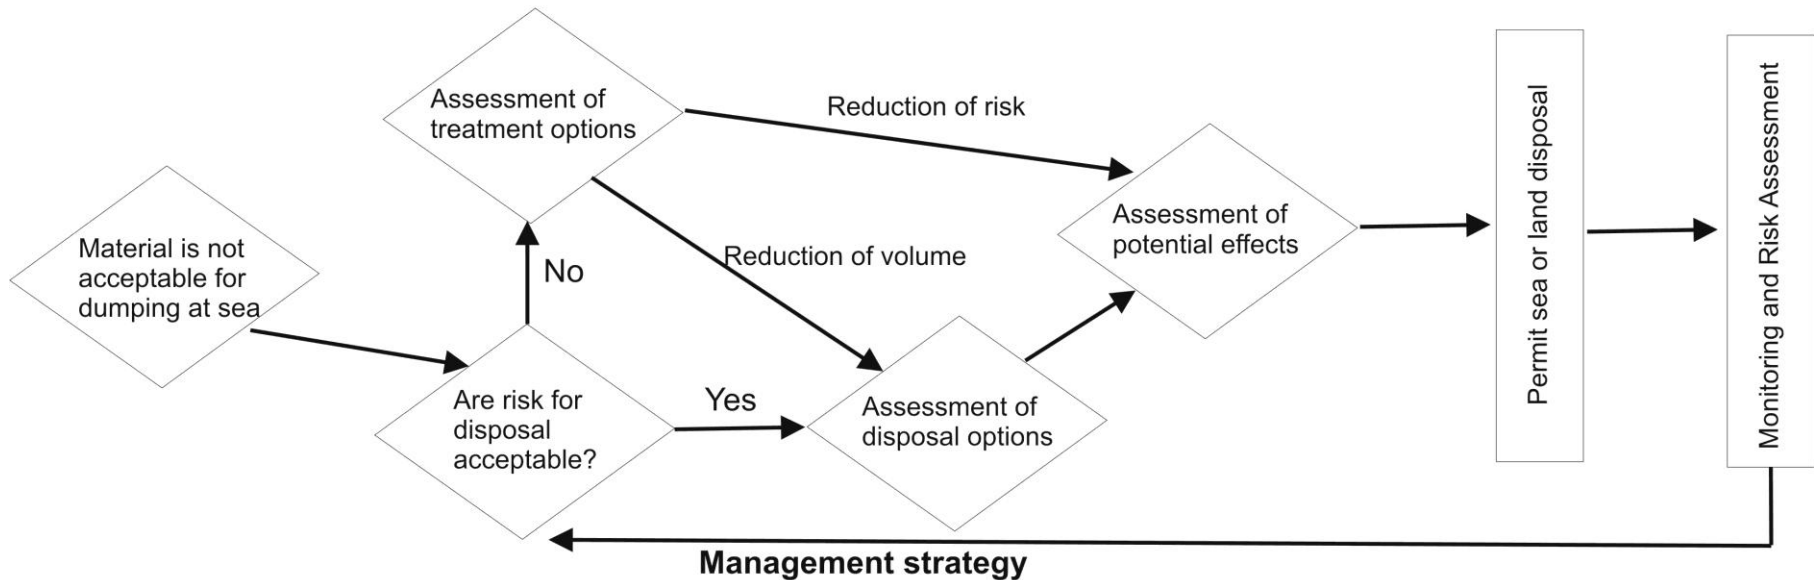 Assessment of
treatment options
Reduction of risk
Material is not
acceptable for
dumping at sea
No
Reduction of volume
Assessment of
potential effects
Are risk for
disposal
acceptable?
Yes
Assessment of
disposal options
Permit sea or land disposal
Monitoring and Risk Assessment
Management strategy